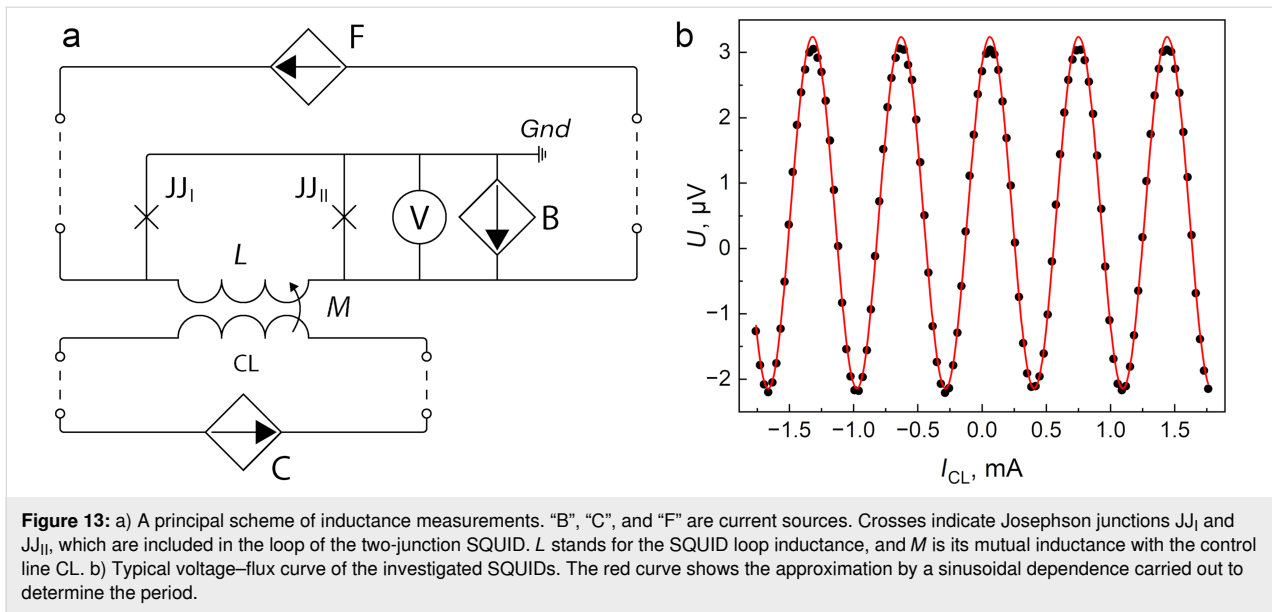 a
F
Gnd
JJI
JJII
V
B
L
M
CL
C
b
U, µV
3
2
1
0
−1
−2
−1.5 −1.0 −0.5 0.0 0.5 1.0 1.5
ICL, mA
Figure 13: a) A principal scheme of inductance measurements. “B”, “C”, and “F” are current sources. Crosses indicate Josephson junctions JJI and
JJII, which are included in the loop of the two-junction SQUID. L stands for the SQUID loop inductance, and M is its mutual inductance with the control
line CL. b) Typical voltage–flux curve of the investigated SQUIDs. The red curve shows the approximation by a sinusoidal dependence carried out to
determine the period.